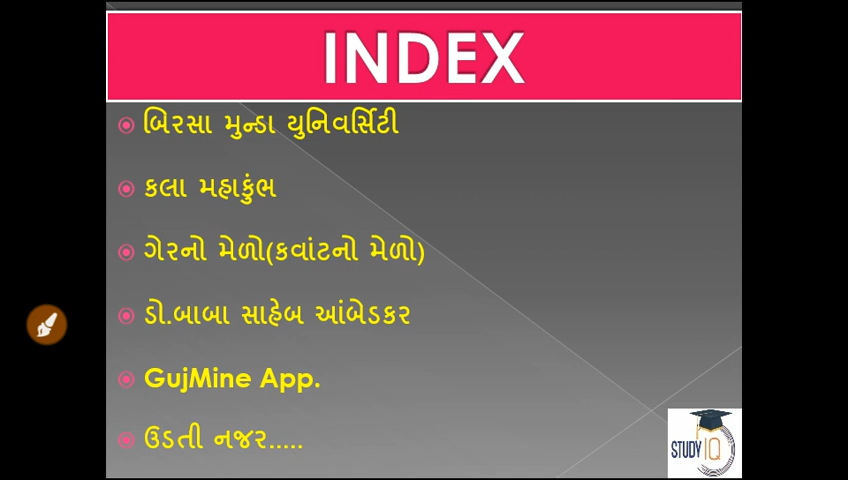 INDEX
બિરસા મુન્ડા યુનિવર્સિટી
કલા મહાકુંભ
ગેરનો મેળો(કવાંટનો મેળો)
ડો.બાબા સાહેબ આંબેડકર
GujMine App.
ઉડતી નજર.....
STUDY IQ